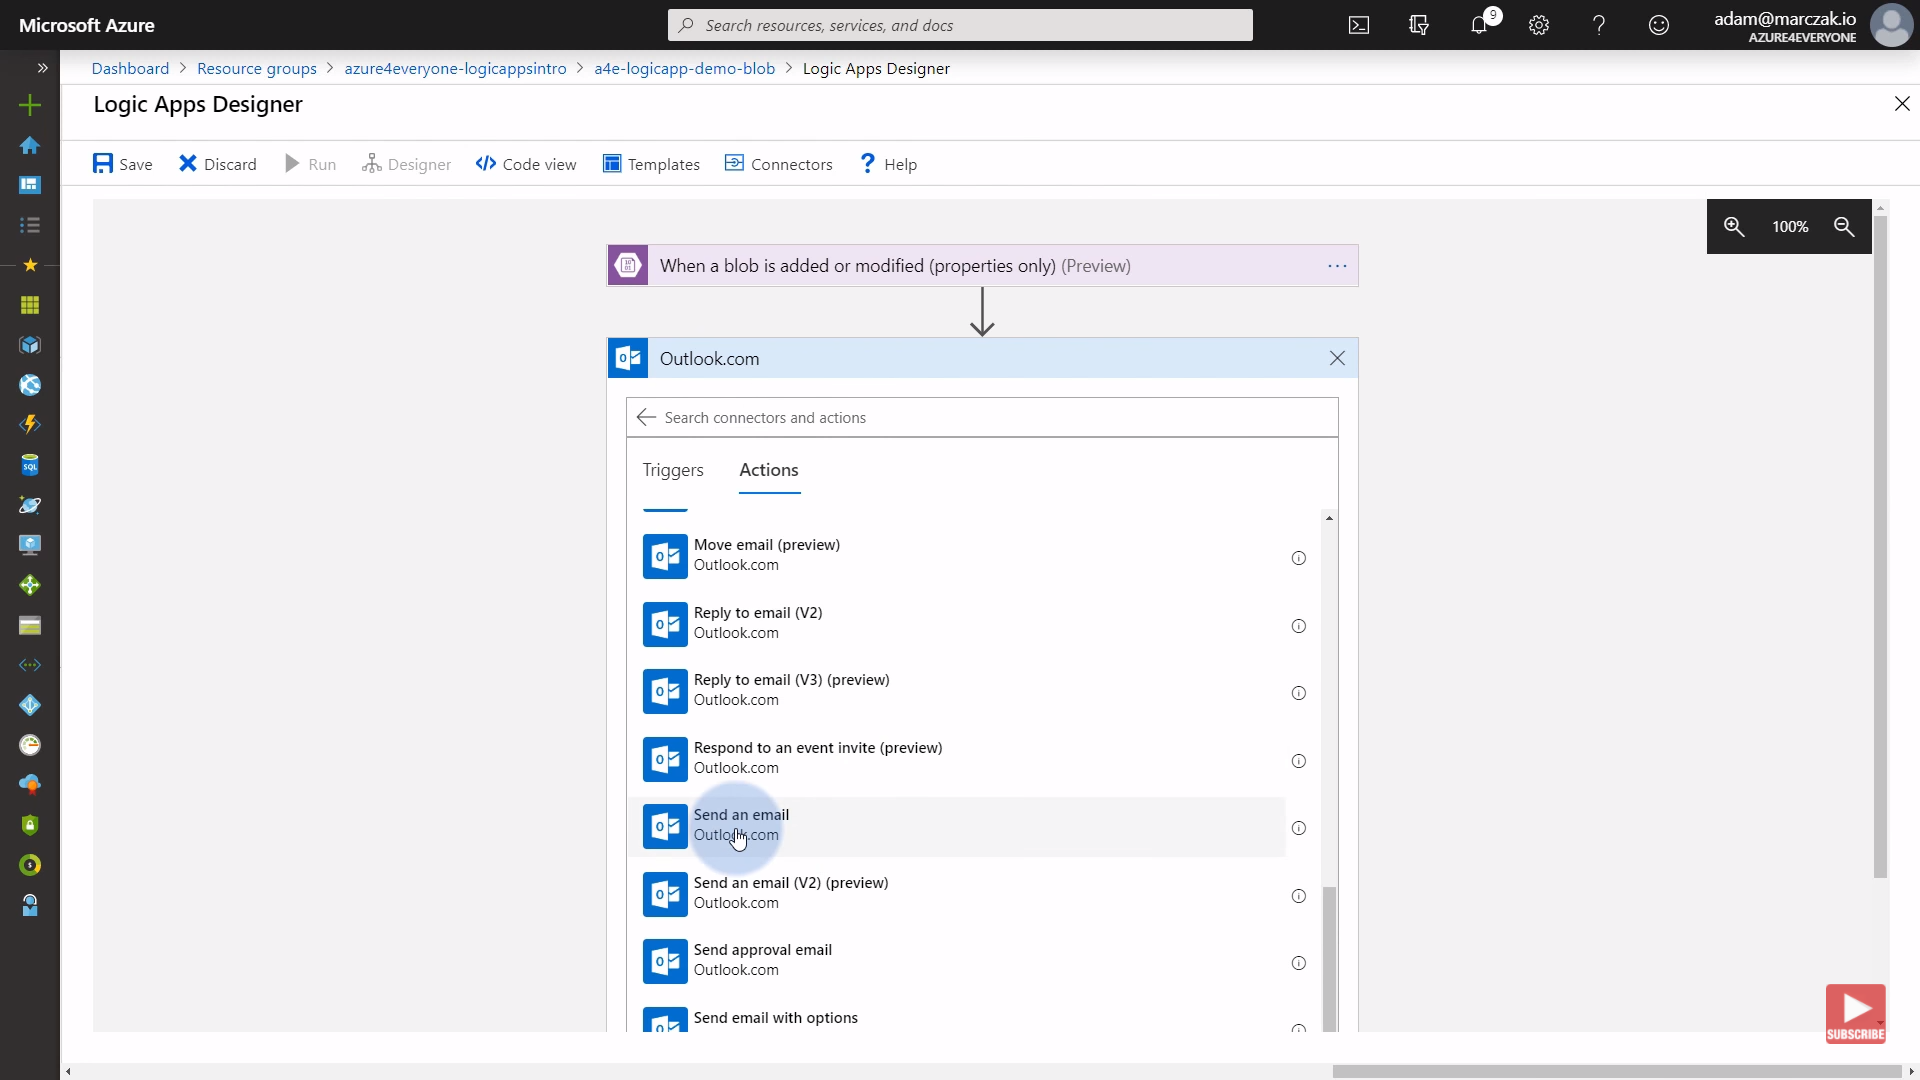 Microsoft Azure
Search resources, services, and docs
9
adam@marczak.io
AZURE4EVERYONE
Dashboard > Resource groups > azure4everyone-logicappsintro > a4e-logicapp-demo-blob > Logic Apps Designer
Logic Apps Designer
Save
Discard
Run
Designer
Code view
Templates
Connectors
Help
100%
When a blob is added or modified (properties only) (Preview)
Outlook.com
Search connectors and actions
Triggers
Actions
Move email (preview)
Outlook.com
Reply to email (V2)
Outlook.com
Reply to email (V3) (preview)
Outlook.com
Respond to an event invite (preview)
Outlook.com
Send an email
Outlook.com
Send an email (V2) (preview)
Outlook.com
Send approval email
Outlook.com
Send email with options
SUBSCRIBE
SQL